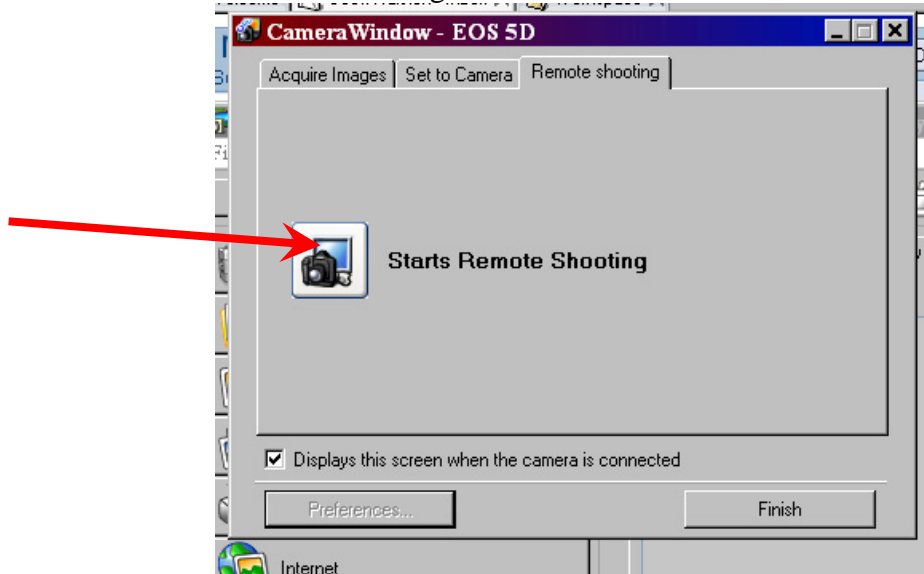 CameraWindow - EOS 5D
Acquire Images Set to Camera Remote shooting
Starts Remote Shooting
Displays this screen when the camera is connected
Preferences... Finish
Internet